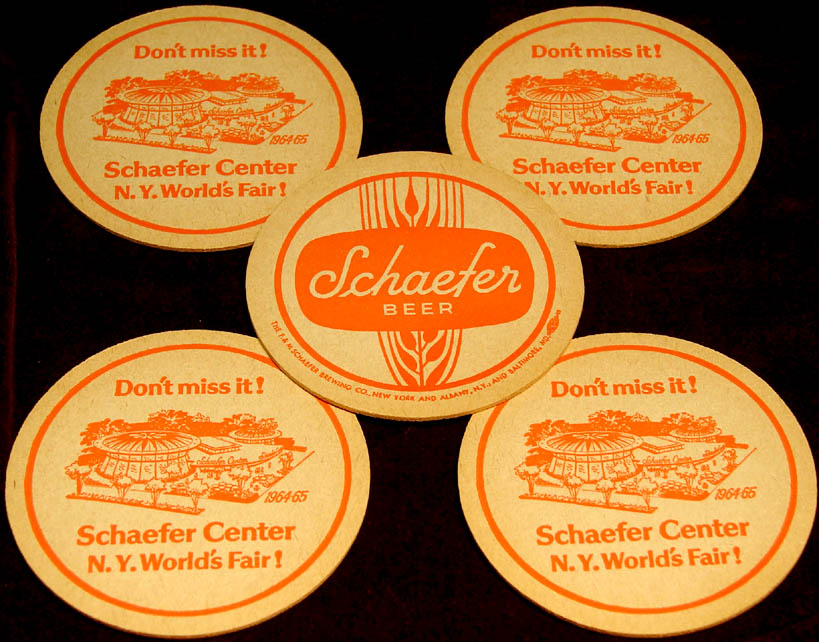 Don't miss it!
1964-65
Schaefer Center
N.Y. World's Fair!
Don't miss it!
1964-65
Schaefer Center
N.Y. World's Fair!
Schaefer
BEER
THE F. & M. SCHAEFER BREWING CO., NEW YORK AND ALBANY, N.Y., AND BALTIMORE, MD.
Don't miss it!
1964-65
Schaefer Center
N.Y. World's Fair!
Don't miss it!
1964-65
Schaefer Center
N.Y. World's Fair!